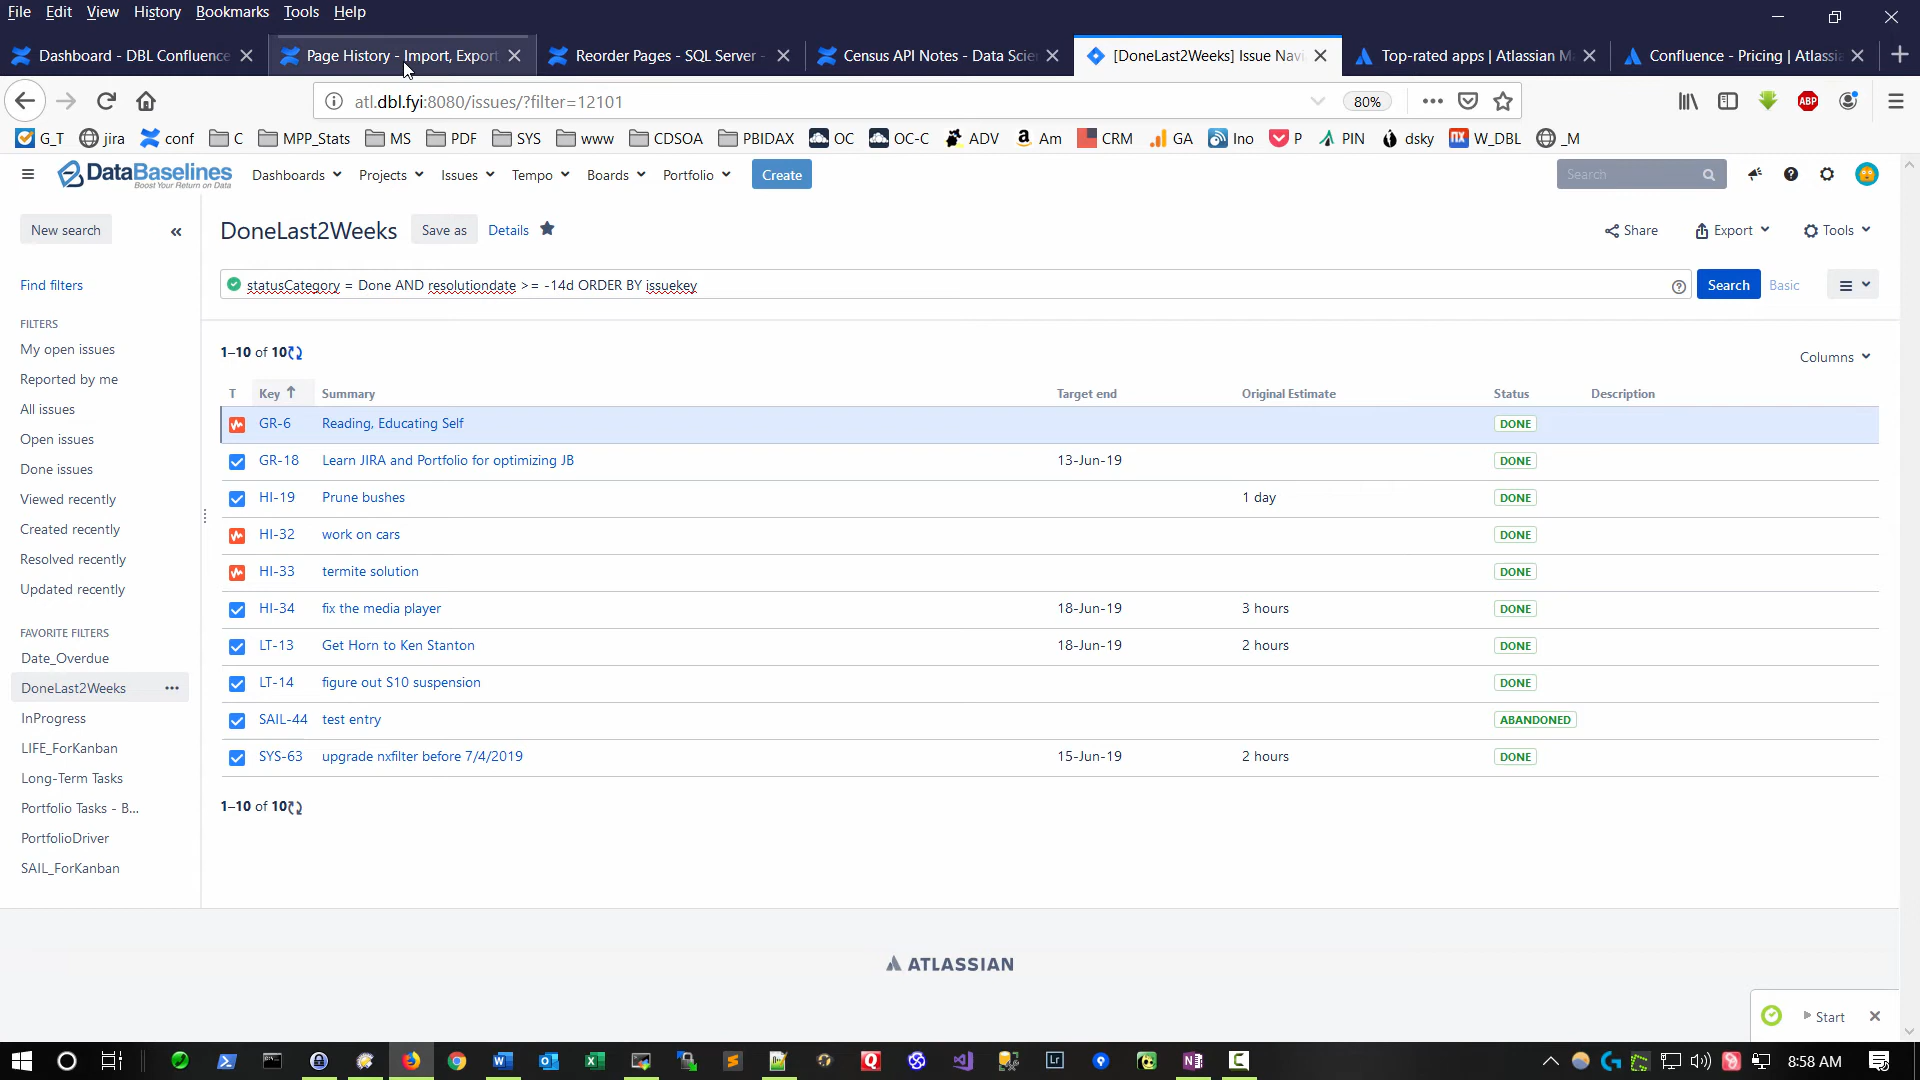 File Edit View History Bookmarks Tools Help
Dashboard - DBL Confluence Page History - Import, Export Reorder Pages - SQL Server - Census API Notes - Data Scie [DoneLast2Weeks] Issue Navi Top-rated apps | Atlassian M Confluence - Pricing | Atlassia
atl.dbl.fyi:8080/issues/?filter=12101 80% ABP
G_T jira conf C MPP_Stats MS PDF SYS www CDSOA PBIDAX OC OC-C ADV Am CRM GA Ino P PIN dsky W_DBL _M
DataBaselines Dashboards Projects Issues Tempo Boards Portfolio Create Search
Boost Your Return on Data
New search DoneLast2Weeks Save as Details Share Export Tools
Find filters statusCategory = Done AND resolutiondate >= -14d ORDER BY issuekey Search Basic
FILTERS
My open issues
Reported by me
All issues
Open issues
Done issues
Viewed recently
Created recently
Resolved recently
Updated recently
FAVORITE FILTERS
Date_Overdue
DoneLast2Weeks
InProgress
LIFE_ForKanban
Long-Term Tasks
Portfolio Tasks - B...
PortfolioDriver
SAIL_ForKanban
1–10 of 10
Columns
T Key Summary Target end Original Estimate Status Description
GR-6 Reading, Educating Self DONE
GR-18 Learn JIRA and Portfolio for optimizing JB 13-Jun-19 DONE
HI-19 Prune bushes 1 day DONE
HI-32 work on cars DONE
HI-33 termite solution DONE
HI-34 fix the media player 18-Jun-19 3 hours DONE
LT-13 Get Horn to Ken Stanton 18-Jun-19 2 hours DONE
LT-14 figure out S10 suspension DONE
SAIL-44 test entry ABANDONED
SYS-63 upgrade nxfilter before 7/4/2019 15-Jun-19 2 hours DONE
1–10 of 10
ATLASSIAN
Start
8:58 AM